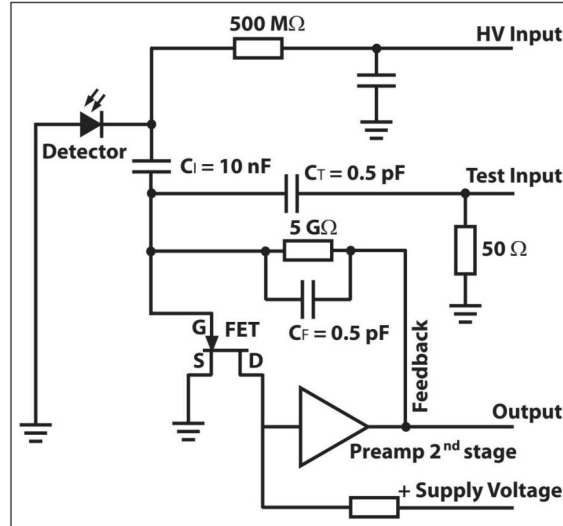 500 MΩ
HV Input
Detector
CI = 10 nF
CT = 0.5 pF
Test Input
5 GΩ
50 Ω
G
FET
CF = 0.5 pF
S
D
Feedback
Output
Preamp 2nd stage
+ Supply Voltage